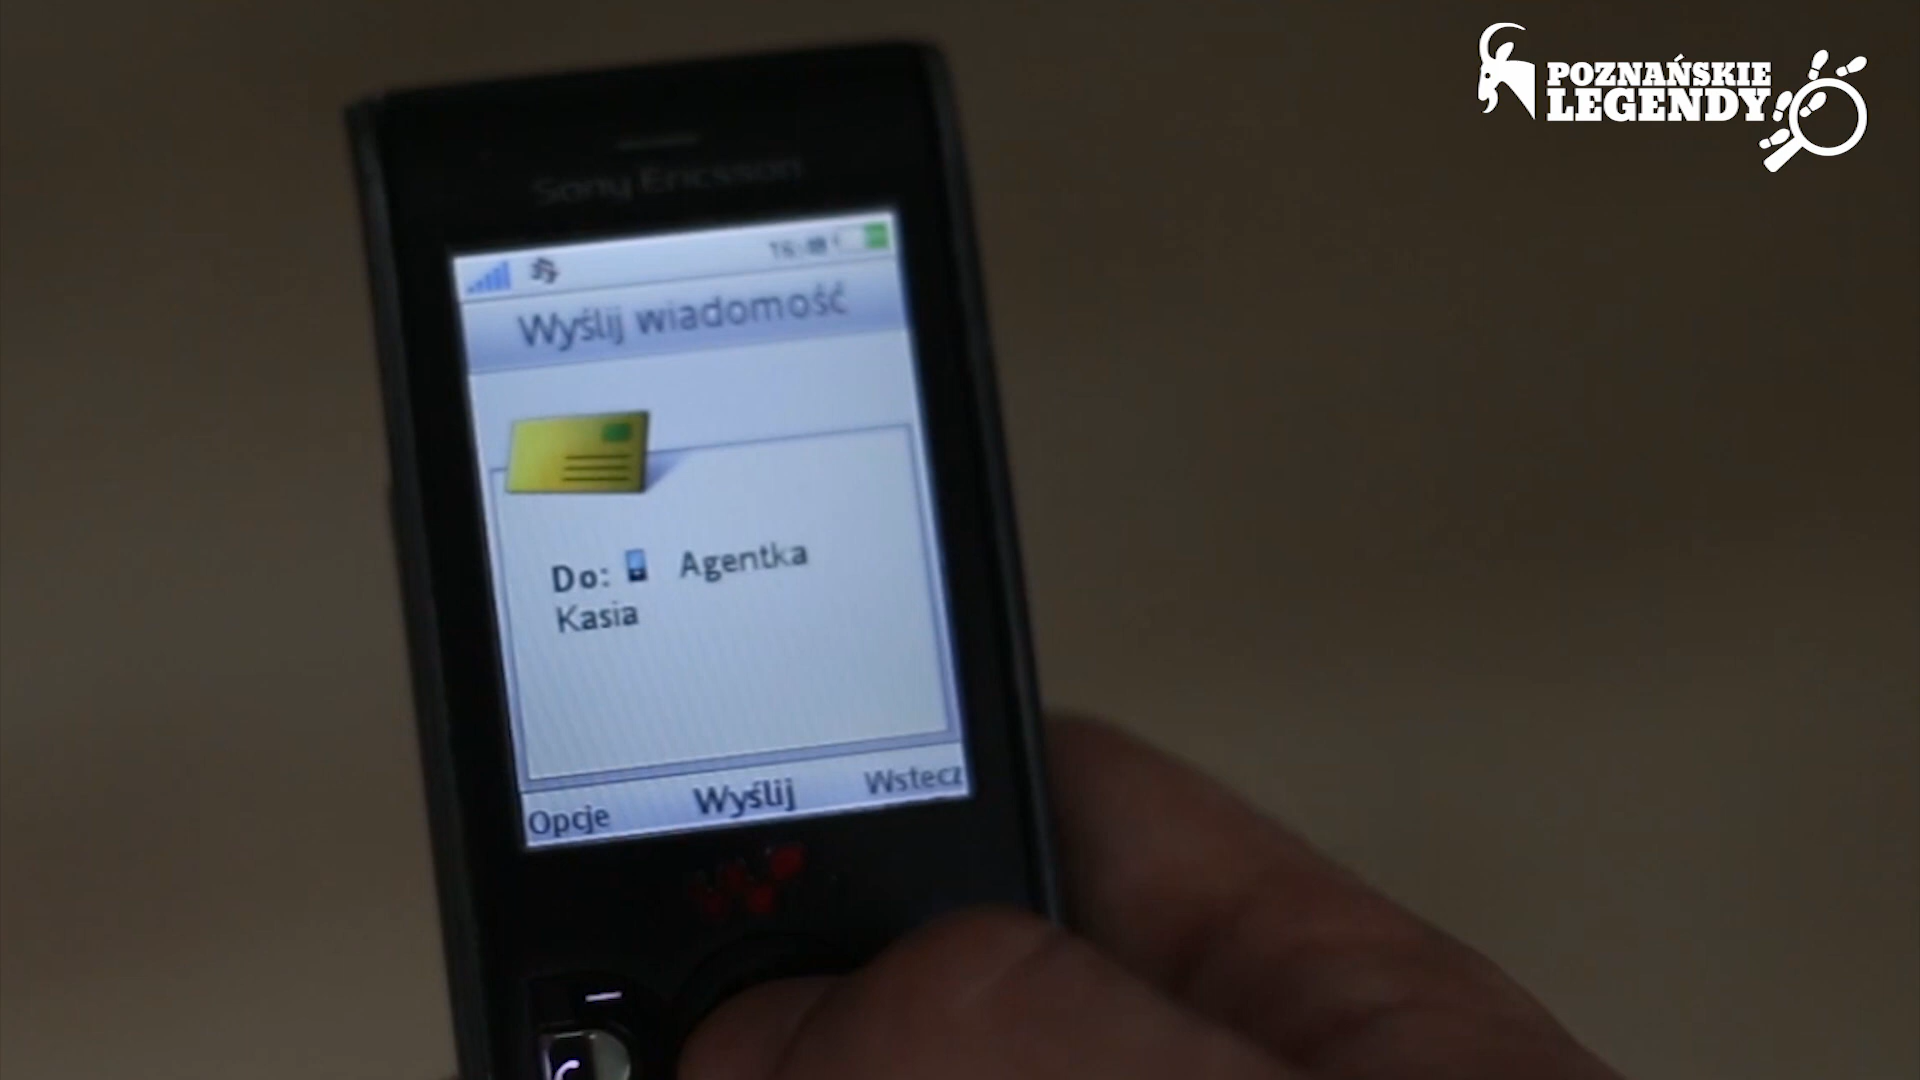 POZNAŃSKIE
LEGENDY
Sony Ericsson
Wyślij wiadomość
Do: Agentka
Kasia
Opcje Wyślij Wstecz
C